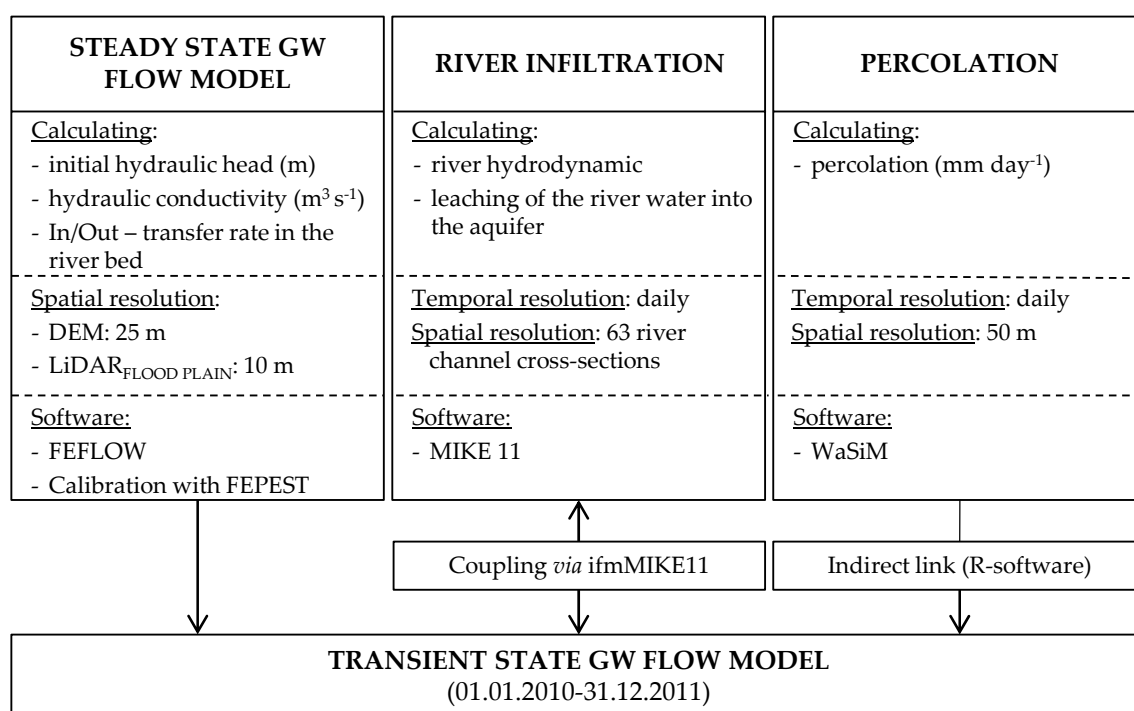 STEADY STATE GW
FLOW MODEL
Calculating:
- initial hydraulic head (m)
- hydraulic conductivity (m³ s⁻¹)
- In/Out – transfer rate in the
river bed
Spatial resolution:
- DEM: 25 m
- LiDAR_FLOOD PLAIN: 10 m
Software:
- FEFLOW
- Calibration with FEPEST
RIVER INFILTRATION
Calculating:
- river hydrodynamic
- leaching of the river water into
the aquifer
Temporal resolution: daily
Spatial resolution: 63 river
channel cross-sections
Software:
- MIKE 11
PERCOLATION
Calculating:
- percolation (mm day⁻¹)
Temporal resolution: daily
Spatial resolution: 50 m
Software:
- WaSiM
Coupling via ifmMIKE11
Indirect link (R-software)
TRANSIENT STATE GW FLOW MODEL
(01.01.2010-31.12.2011)